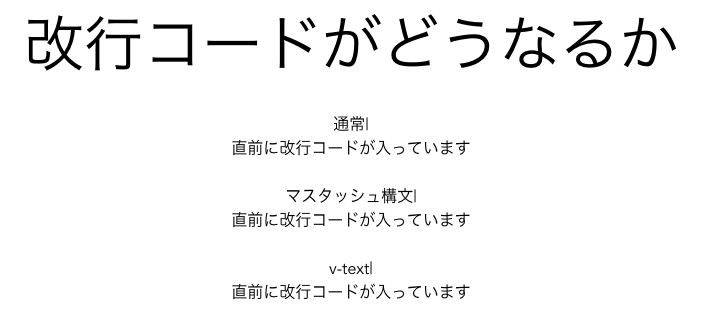 改行コードがどうなるか
通常|
直前に改行コードが入っています
マスタッシュ構文|
直前に改行コードが入っています
v-text|
直前に改行コードが入っています